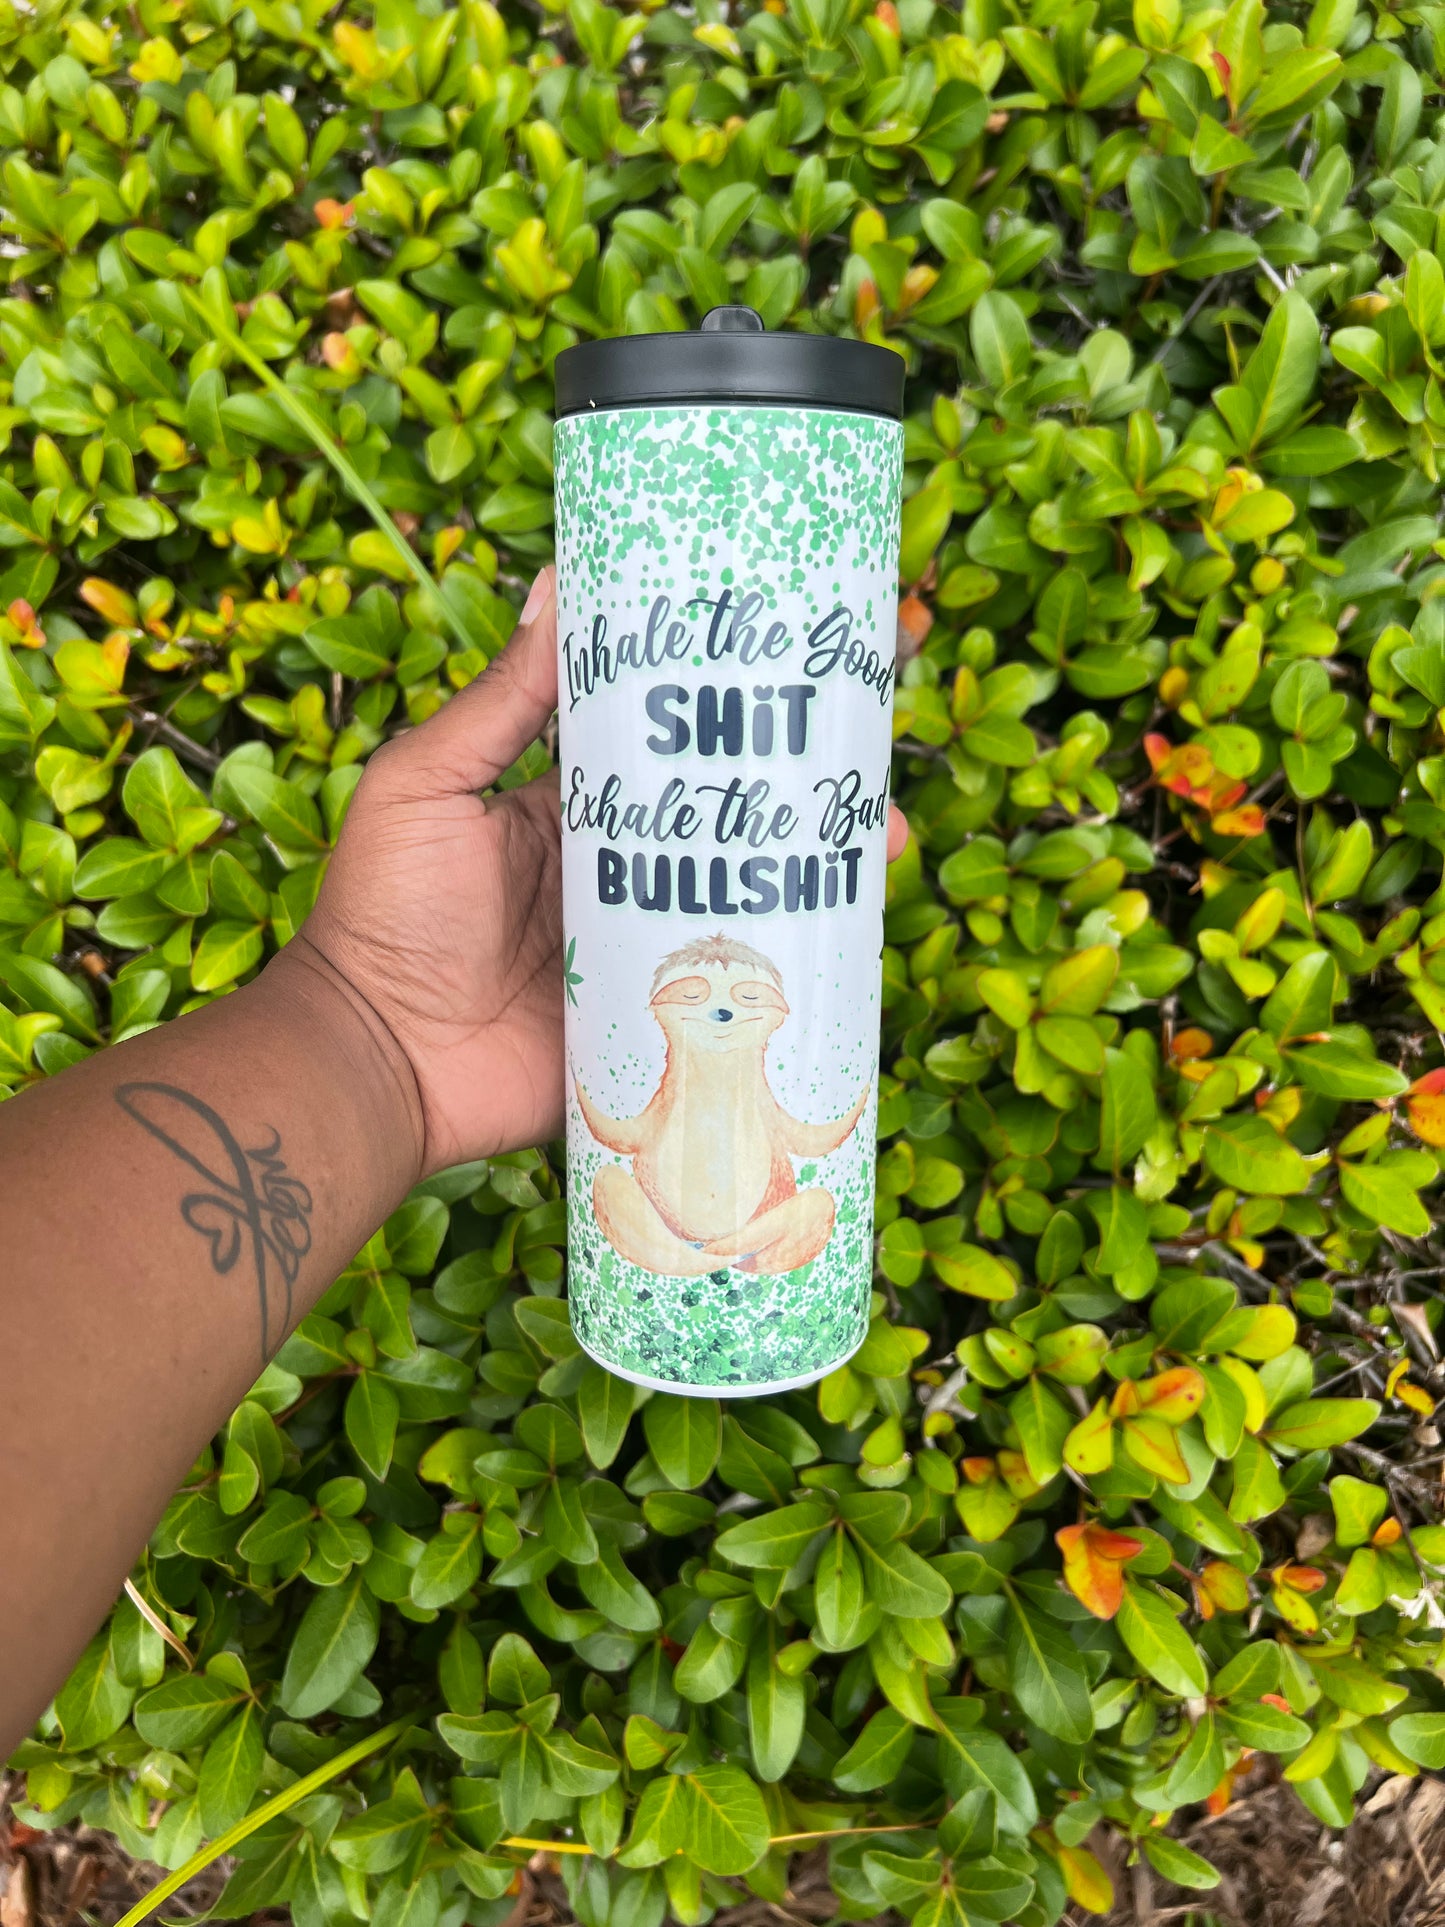 Inhale the Good
SHiT
Exhale the Bad
BULLSHiT